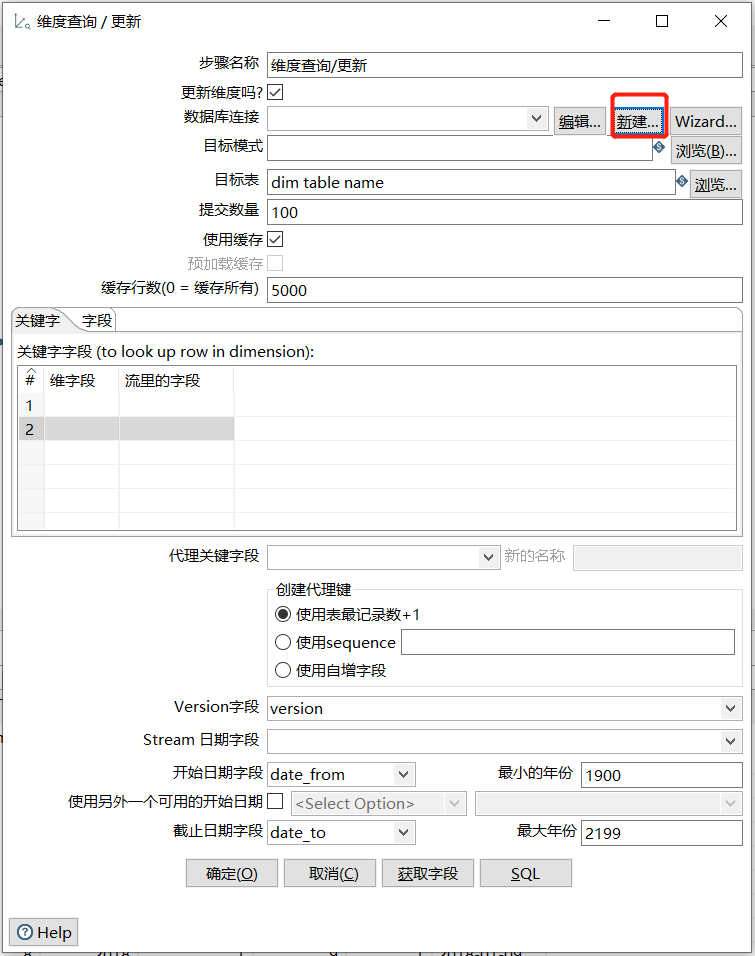 维度查询 / 更新
步骤名称 维度查询/更新
更新维度吗?
数据库连接 编辑... 新建... Wizard...
目标模式 浏览(B)...
目标表 dim table name 浏览...
提交数量 100
使用缓存
预加载缓存
缓存行数(0 = 缓存所有) 5000
关键字 字段
关键字字段 (to look up row in dimension):
# 维字段 流里的字段
1
2
代理关键字段 新的名称
创建代理键
使用表最记录数+1
使用sequence
使用自增字段
Version字段 version
Stream 日期字段
开始日期字段 date_from 最小的年份 1900
使用另外一个可用的开始日期 <Select Option>
截止日期字段 date_to 最大年份 2199
确定(O) 取消(C) 获取字段 SQL
Help